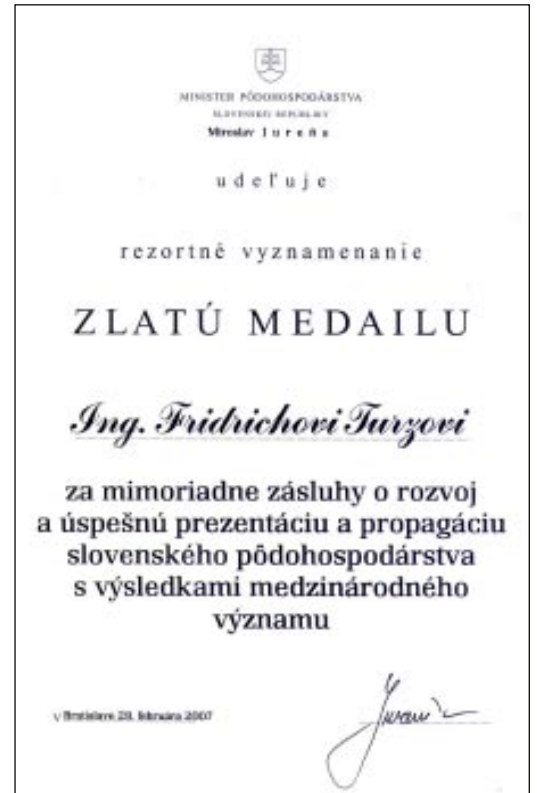 MINISTER PÔDOHOSPODÁRSTVA
SLOVENSKEJ REPUBLIKY
Miroslav Jureňa
udeľuje
rezortné vyznamenanie
ZLATÚ MEDAILU
Ing. Fridrichovi Turzovi
za mimoriadne zásluhy o rozvoj
a úspešnú prezentáciu a propagáciu
slovenského pôdohospodárstva
s výsledkami medzinárodného
významu
v Bratislave 28. februára 2007